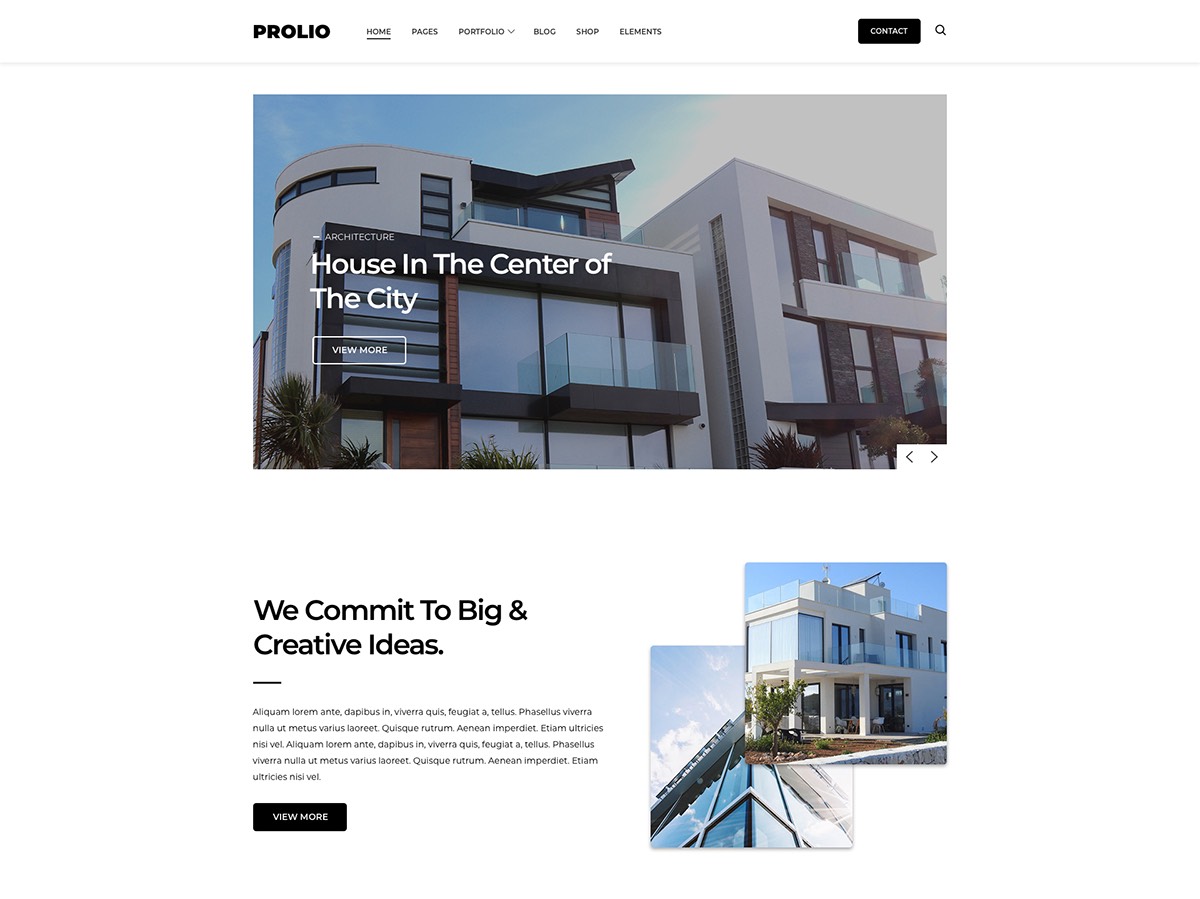 PROLIO
HOME
PAGES
PORTFOLIO
BLOG
SHOP
ELEMENTS
CONTACT
ARCHITECTURE
House In The Center of
The City
VIEW MORE
We Commit To Big &
Creative Ideas.
Aliquam lorem ante, dapibus in, viverra quis, feugiat a, tellus. Phasellus viverra
nulla ut metus varius laoreet. Quisque rutrum. Aenean imperdiet. Etiam ultricies
nisi vel. Aliquam lorem ante, dapibus in, viverra quis, feugiat a, tellus. Phasellus
viverra nulla ut metus varius laoreet. Quisque rutrum. Aenean imperdiet. Etiam
ultricies nisi vel.
VIEW MORE